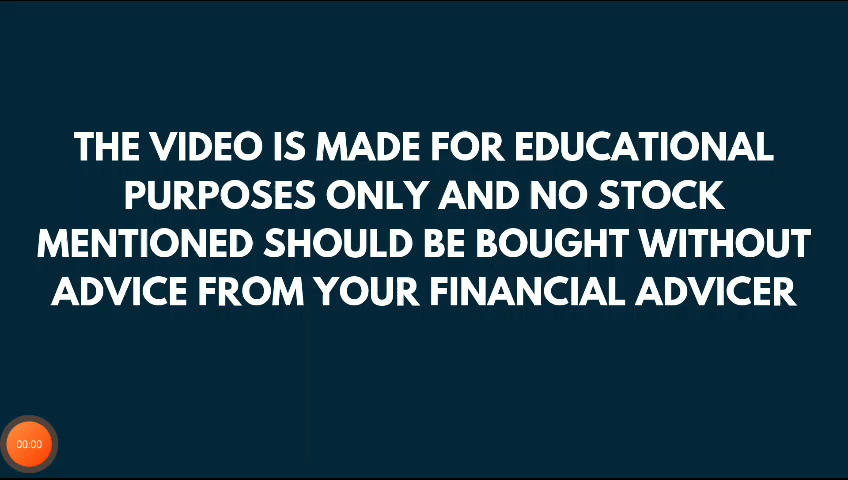 THE VIDEO IS MADE FOR EDUCATIONAL
PURPOSES ONLY AND NO STOCK
MENTIONED SHOULD BE BOUGHT WITHOUT
ADVICE FROM YOUR FINANCIAL ADVICER
00:00